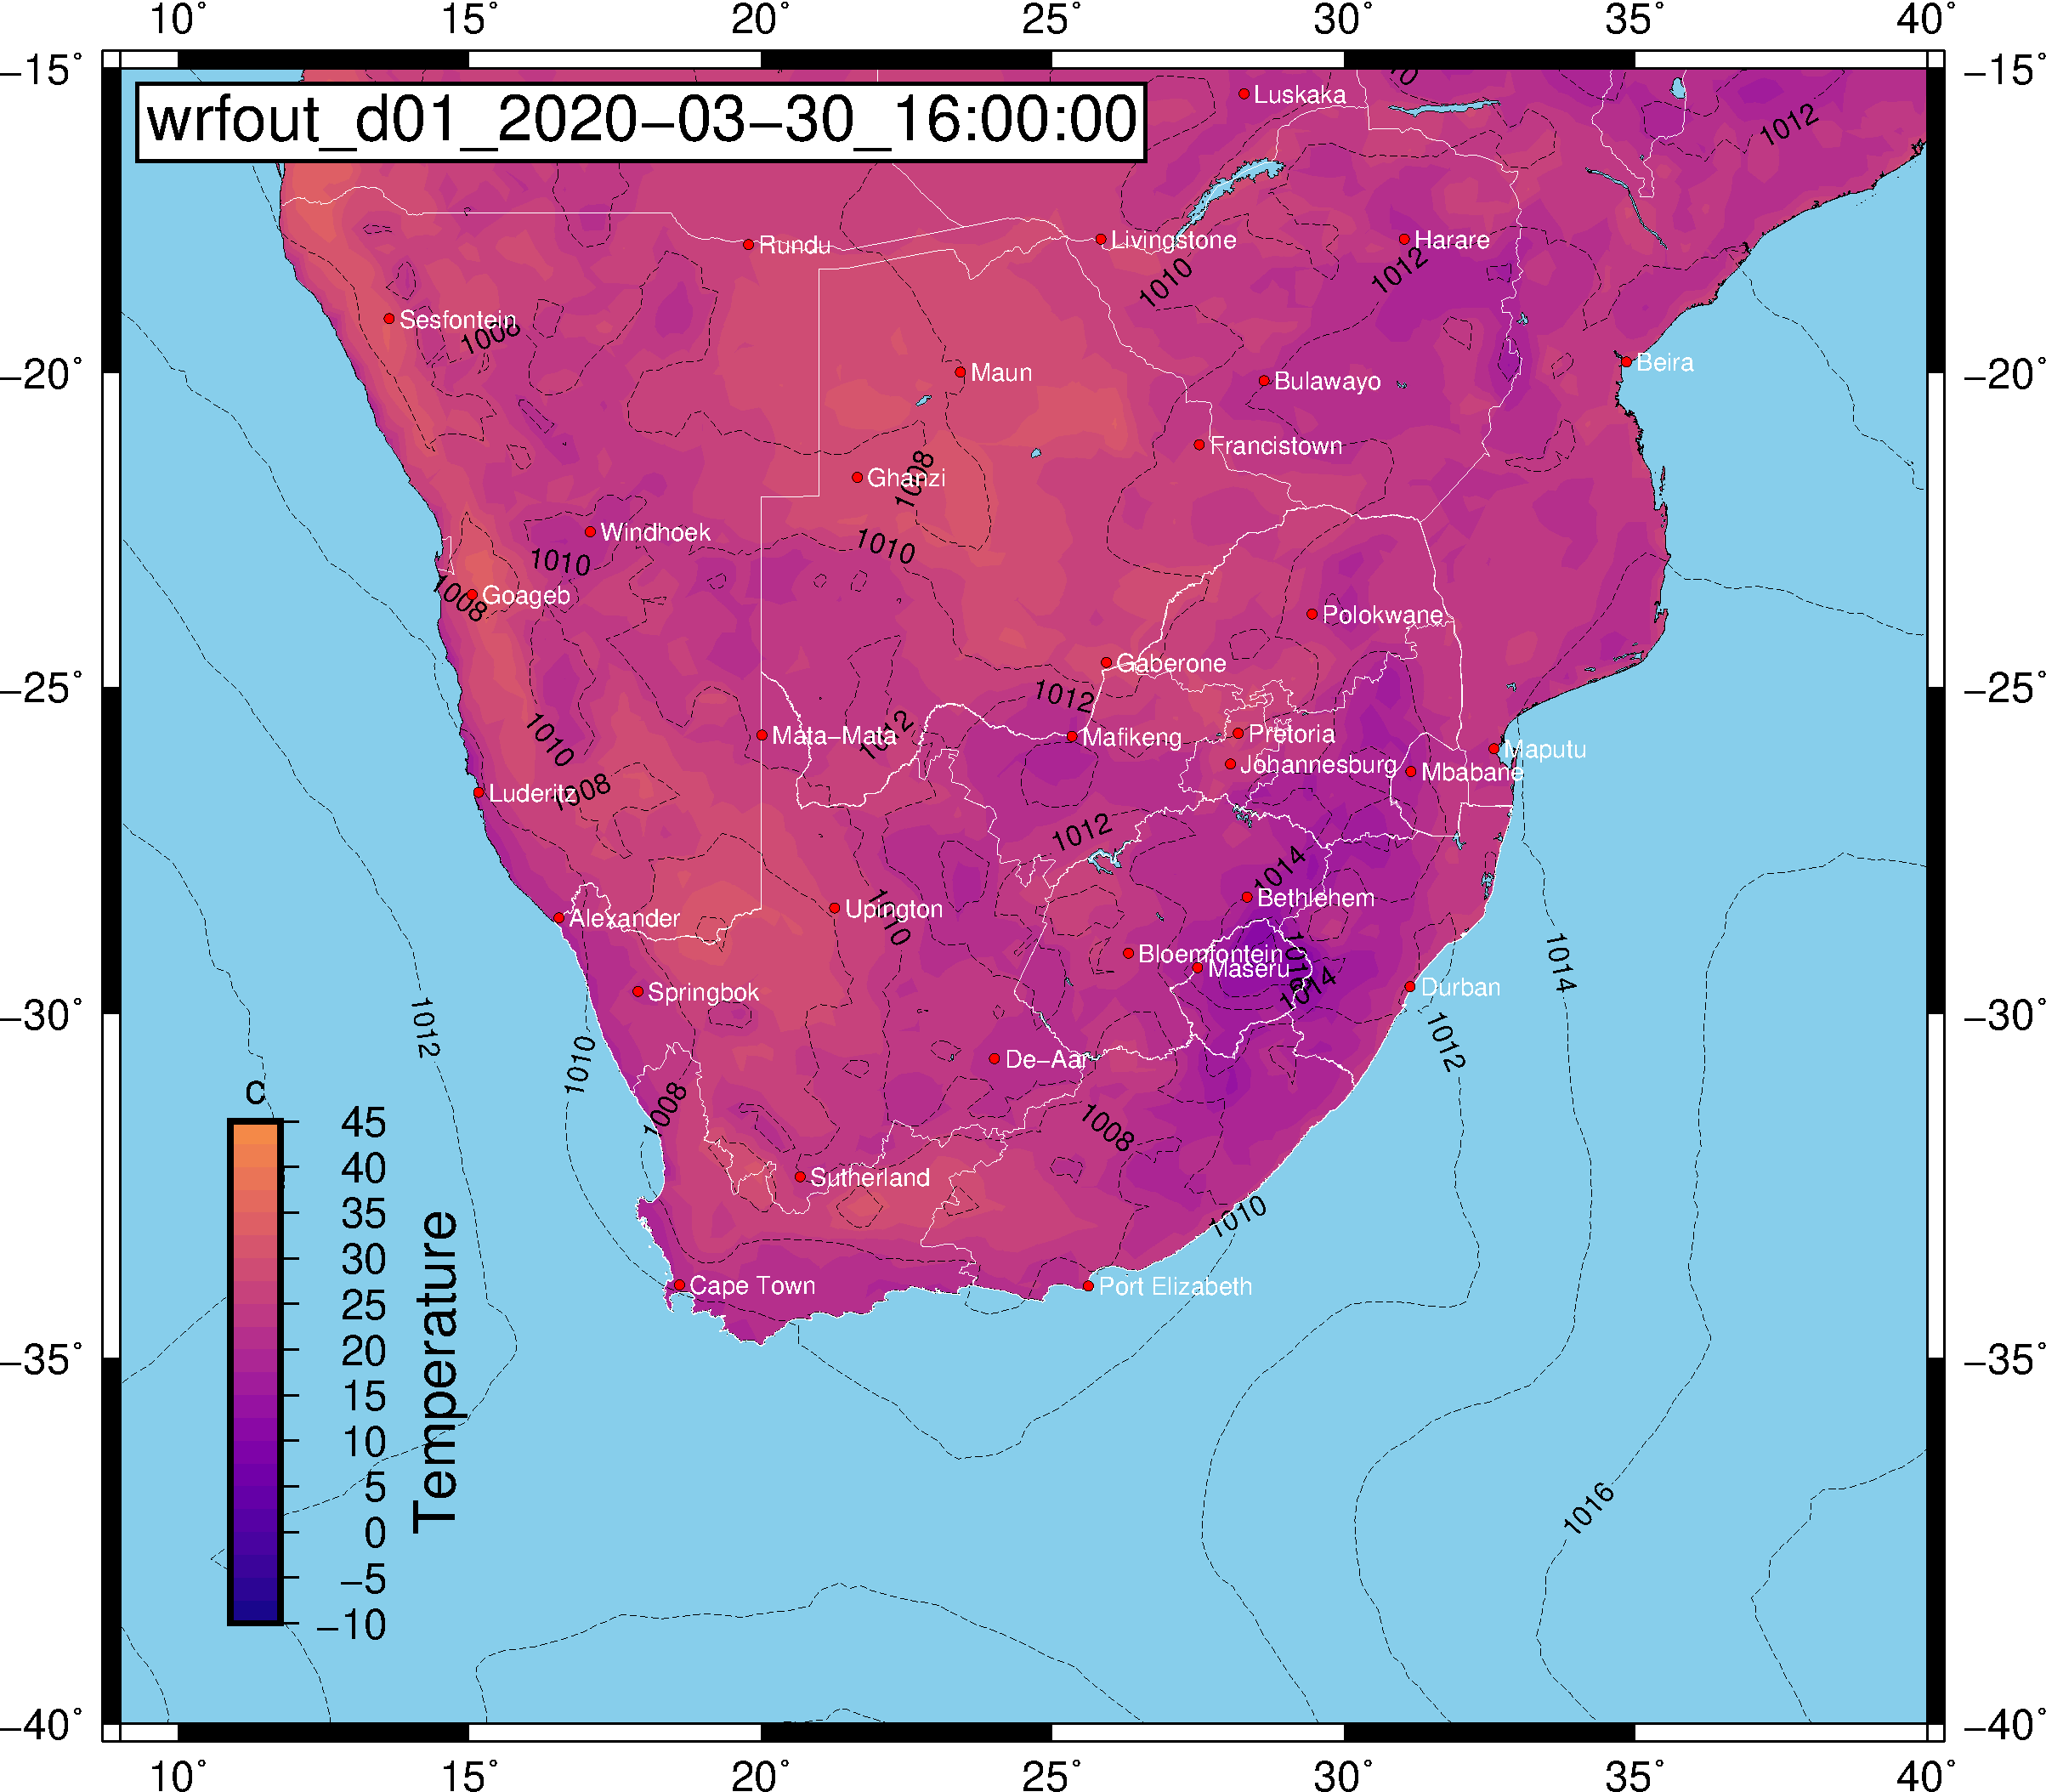 10° 15° 20° 25° 30° 35° 40°
−15° −15°
wrfout_d01_2020−03−30_16:00:00
Luskaka
1012
Rundu
Livingstone
Harare
1010
1012
Sesfontein
1008
−20° −20°
Maun
Bulawayo
Beira
Francistown
Ghanzi
1008
Windhoek
1010
1010
Goageb
1008
Polokwane
Gaberone
−25° −25°
1012
1010
Mata−Mata
1012
Mafikeng
Pretoria
Johannesburg
Mbabane
Maputu
Luderitz
1008
1012
1014
Bethlehem
Alexander
Upington
1010
Bloemfontein
Maseru
1016
1014
1014
Durban
Springbok
−30° −30°
1012
1010
1012
De−Aar
1008
1008
Sutherland
1010
Cape Town
Port Elizabeth
−35° −35°
1016
C
45
40
35
30
25
20
15
10
5
0
−5
−10
Temperature
−40° −40°
10° 15° 20° 25° 30° 35° 40°